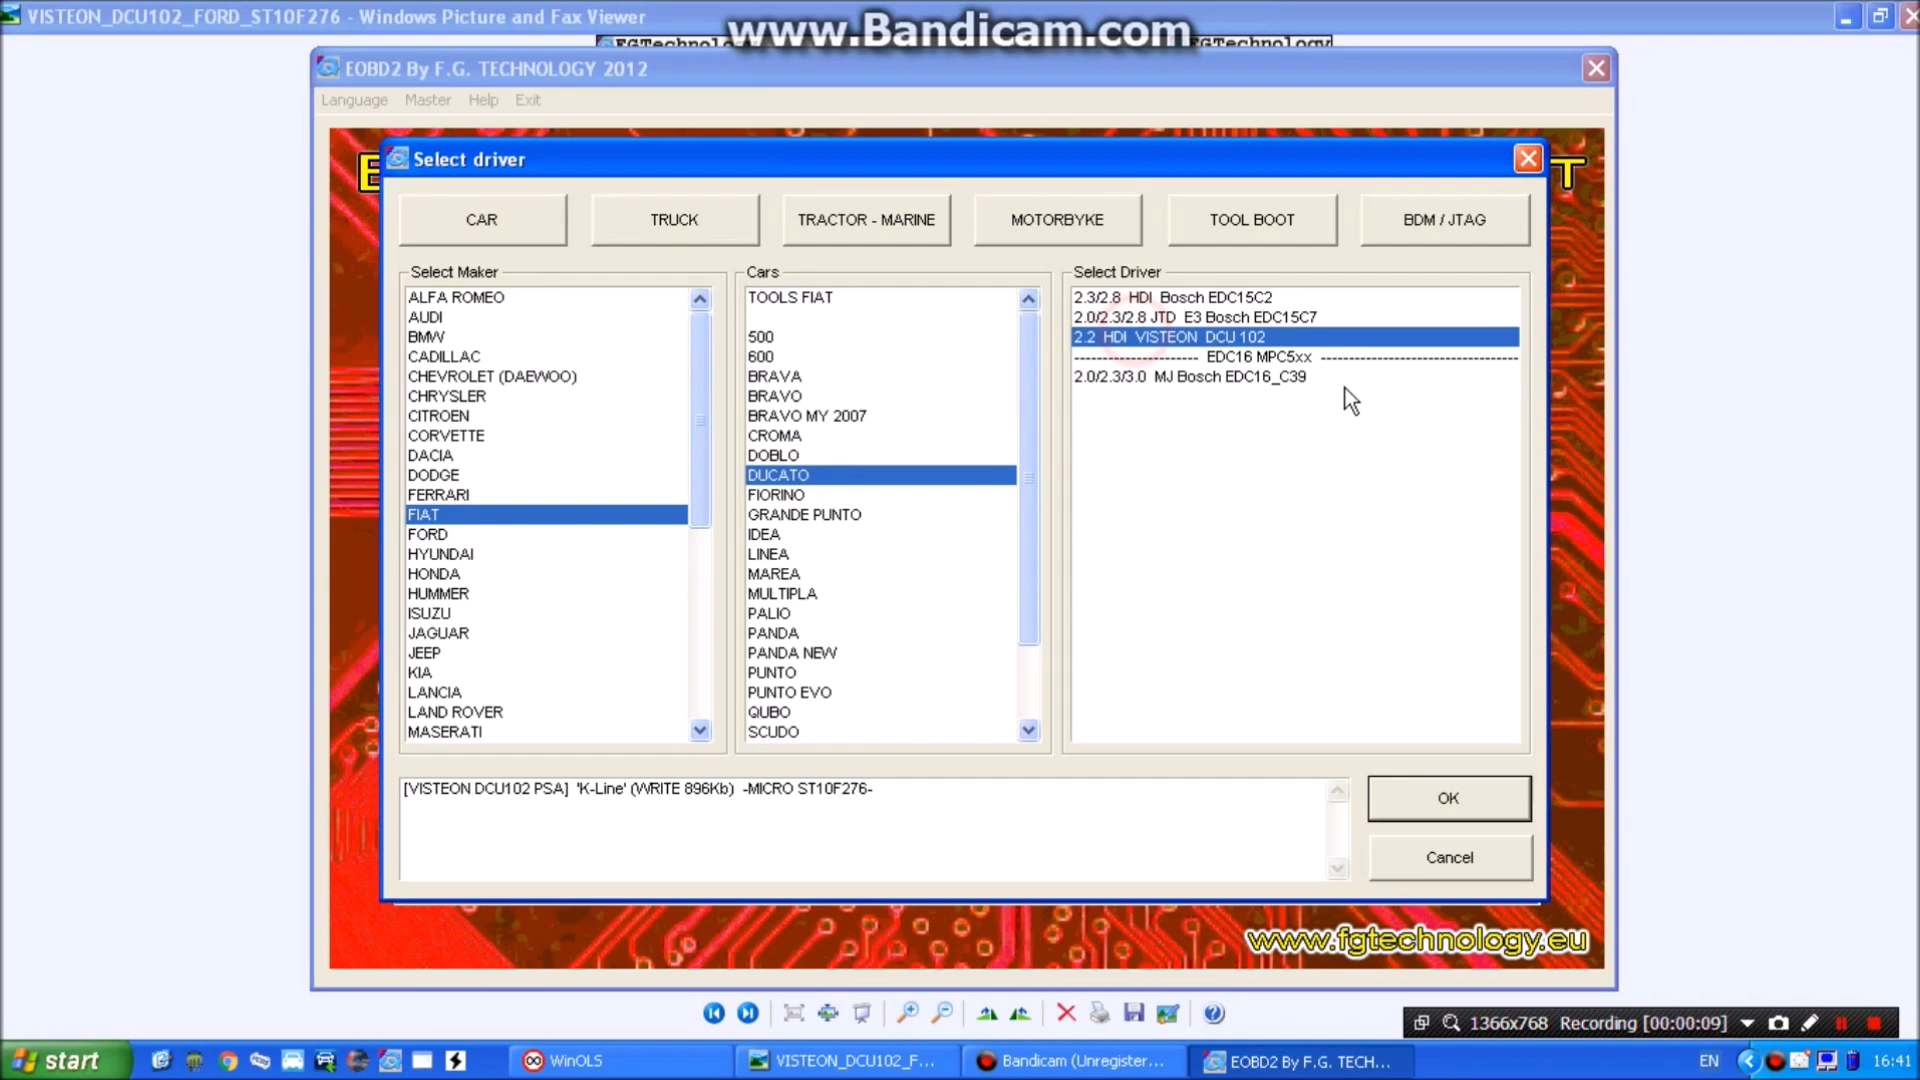 VISTEON_DCU102_FORD_ST10F276 - Windows Picture and Fax Viewer
www.Bandicam.com
EOBD2 By F.G. TECHNOLOGY 2012
Language Master Help Exit
Select driver
CAR TRUCK TRACTOR - MARINE MOTORBYKE TOOL BOOT BDM / JTAG
Select Maker
ALFA ROMEO
AUDI
BMW
CADILLAC
CHEVROLET (DAEWOO)
CHRYSLER
CITROEN
CORVETTE
DACIA
DODGE
FERRARI
FIAT
FORD
HYUNDAI
HONDA
HUMMER
ISUZU
JAGUAR
JEEP
KIA
LANCIA
LAND ROVER
MASERATI
Cars
TOOLS FIAT
500
600
BRAVA
BRAVO
BRAVO MY 2007
CROMA
DOBLO
DUCATO
FIORINO
GRANDE PUNTO
IDEA
LINEA
MAREA
MULTIPLA
PALIO
PANDA
PANDA NEW
PUNTO
PUNTO EVO
QUBO
SCUDO
Select Driver
2.3/2.8 HDI Bosch EDC15C2
2.0/2.3/2.8 JTD E3 Bosch EDC15C7
2.2 HDI VISTEON DCU 102
---------------------- EDC16 MPC5xx -----------------------------------
2.0/2.3/3.0 MJ Bosch EDC16_C39
[VISTEON DCU102 PSA] 'K-Line' (WRITE 896Kb) -MICRO ST10F276-
OK
Cancel
www.fgtechnology.eu
1366x768 Recording [00:00:09]
start WinOLS VISTEON_DCU102_F... Bandicam (Unregister... EOBD2 By F.G. TECH... EN 16:41